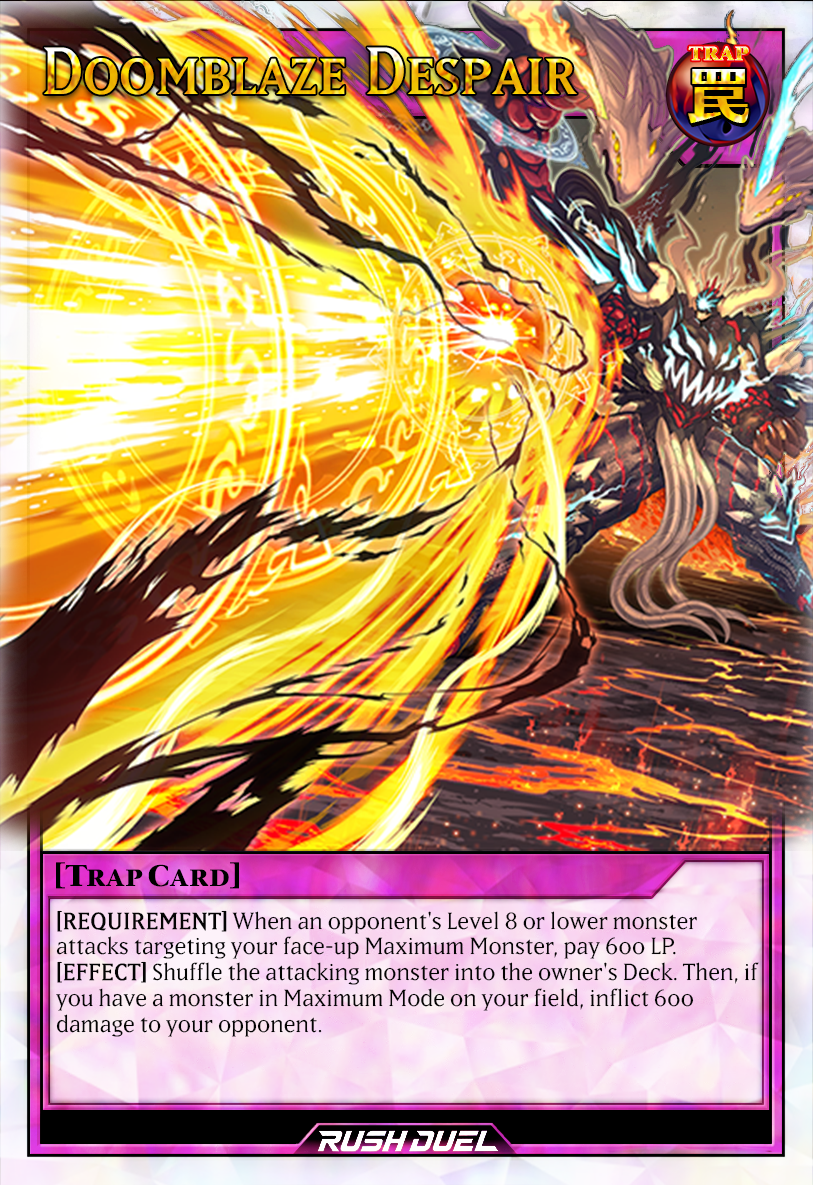 Doomblaze Despair
TRAP
罠
[Trap Card]
[REQUIREMENT] When an opponent's Level 8 or lower monster
attacks targeting your face-up Maximum Monster, pay 600 LP.
[EFFECT] Shuffle the attacking monster into the owner's Deck. Then, if
you have a monster in Maximum Mode on your field, inflict 600
damage to your opponent.
RUSH DUEL